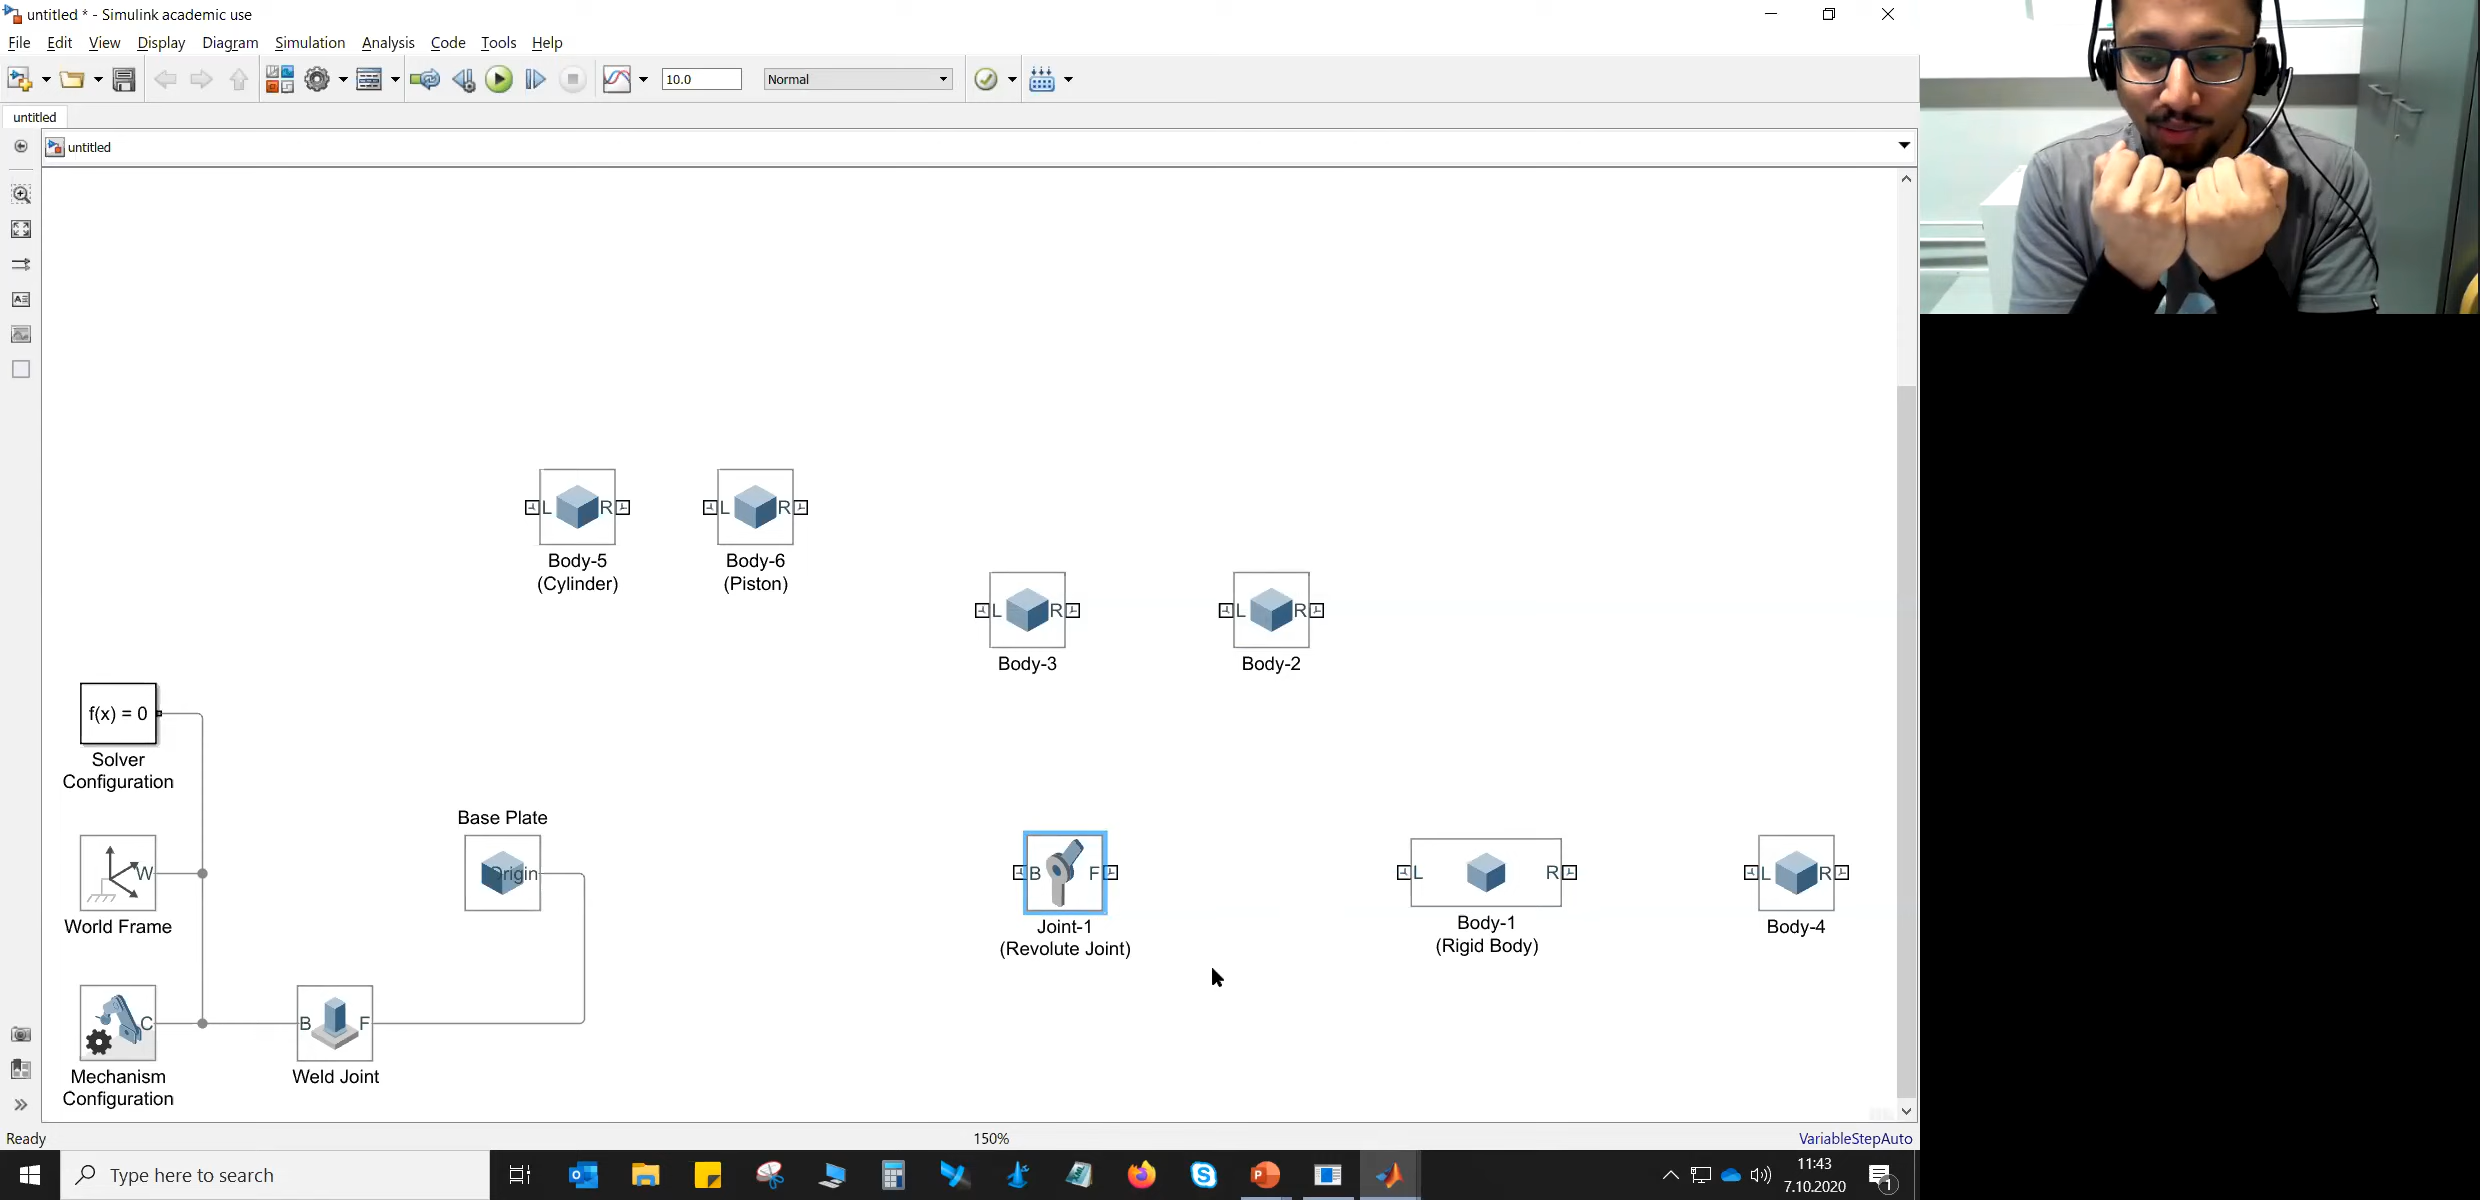 untitled * - Simulink academic use
File Edit View Display Diagram Simulation Analysis Code Tools Help
10.0 Normal
untitled
untitled
L R
Body-5
(Cylinder)
L R
Body-6
(Piston)
L R
Body-3
L R
Body-2
f(x) = 0
Solver
Configuration
W
World Frame
C
Mechanism
Configuration
B F
Weld Joint
Base Plate
Origin
B F
Joint-1
(Revolute Joint)
L R
Body-1
(Rigid Body)
L R
Body-4
Ready 150% VariableStepAuto
Type here to search
11:43
7.10.2020
1